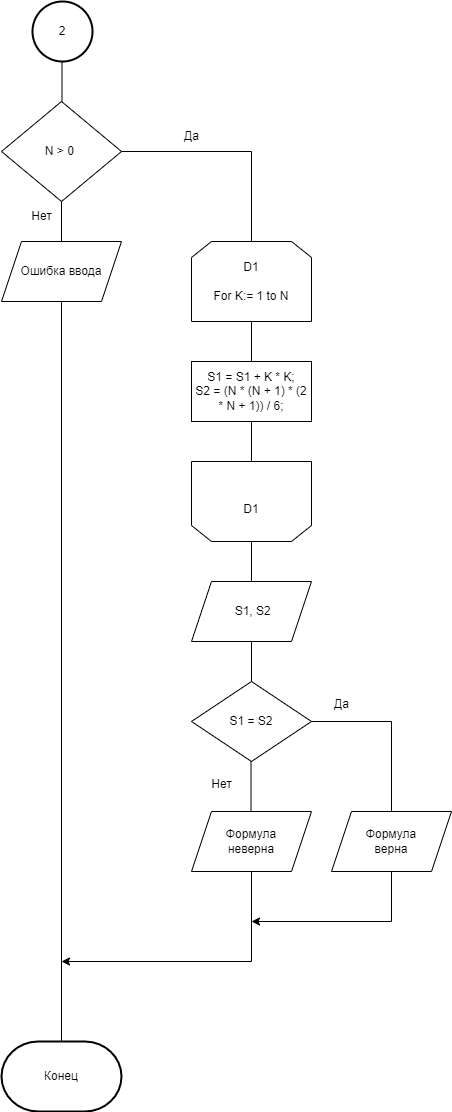 2
N > 0
Да
Нет
Ошибка ввода
D1
For K:= 1 to N
S1 = S1 + K * K;
S2 = (N * (N + 1) * (2
* N + 1)) / 6;
D1
S1, S2
S1 = S2
Да
Нет
Формула
неверна
Формула
верна
Конец